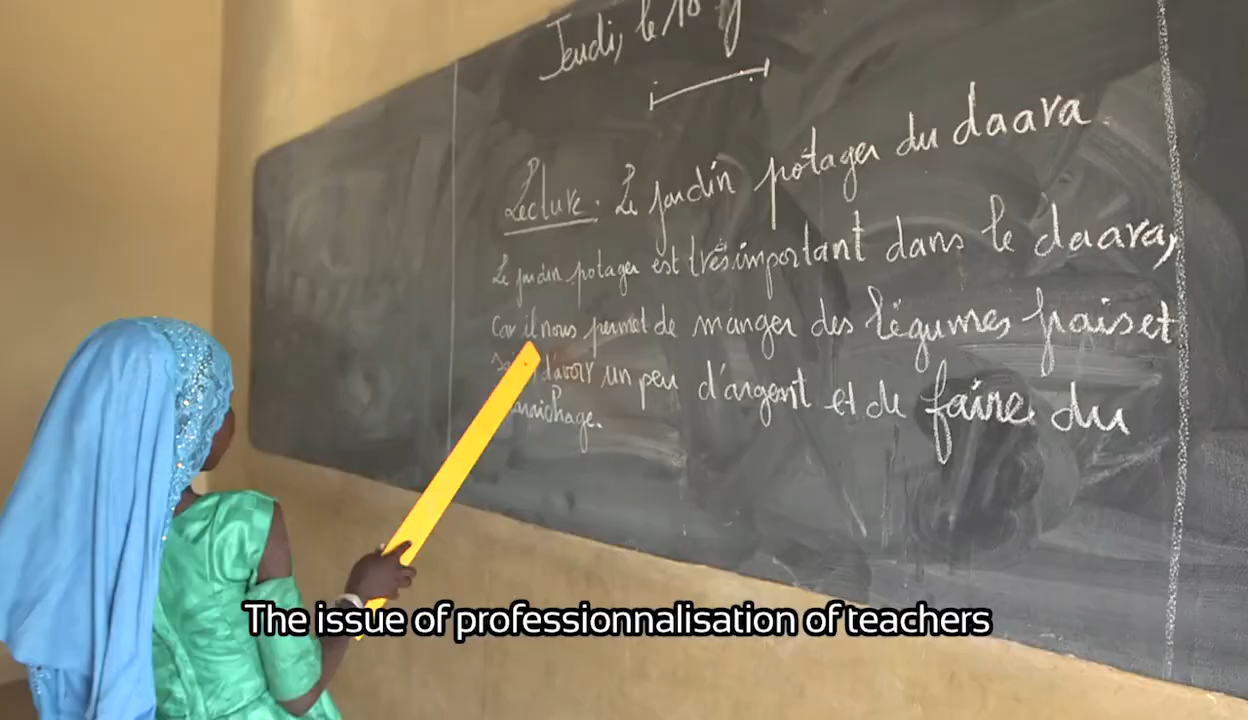 Jeudi, le 18
Lecture. Le jardin potager du daara
Le jardin potager est très important dans le daara,
Car il nous permet de manger des légumes frais et
d'avoir un peu d'argent et de faire du
The issue of professionnalisation of teachers